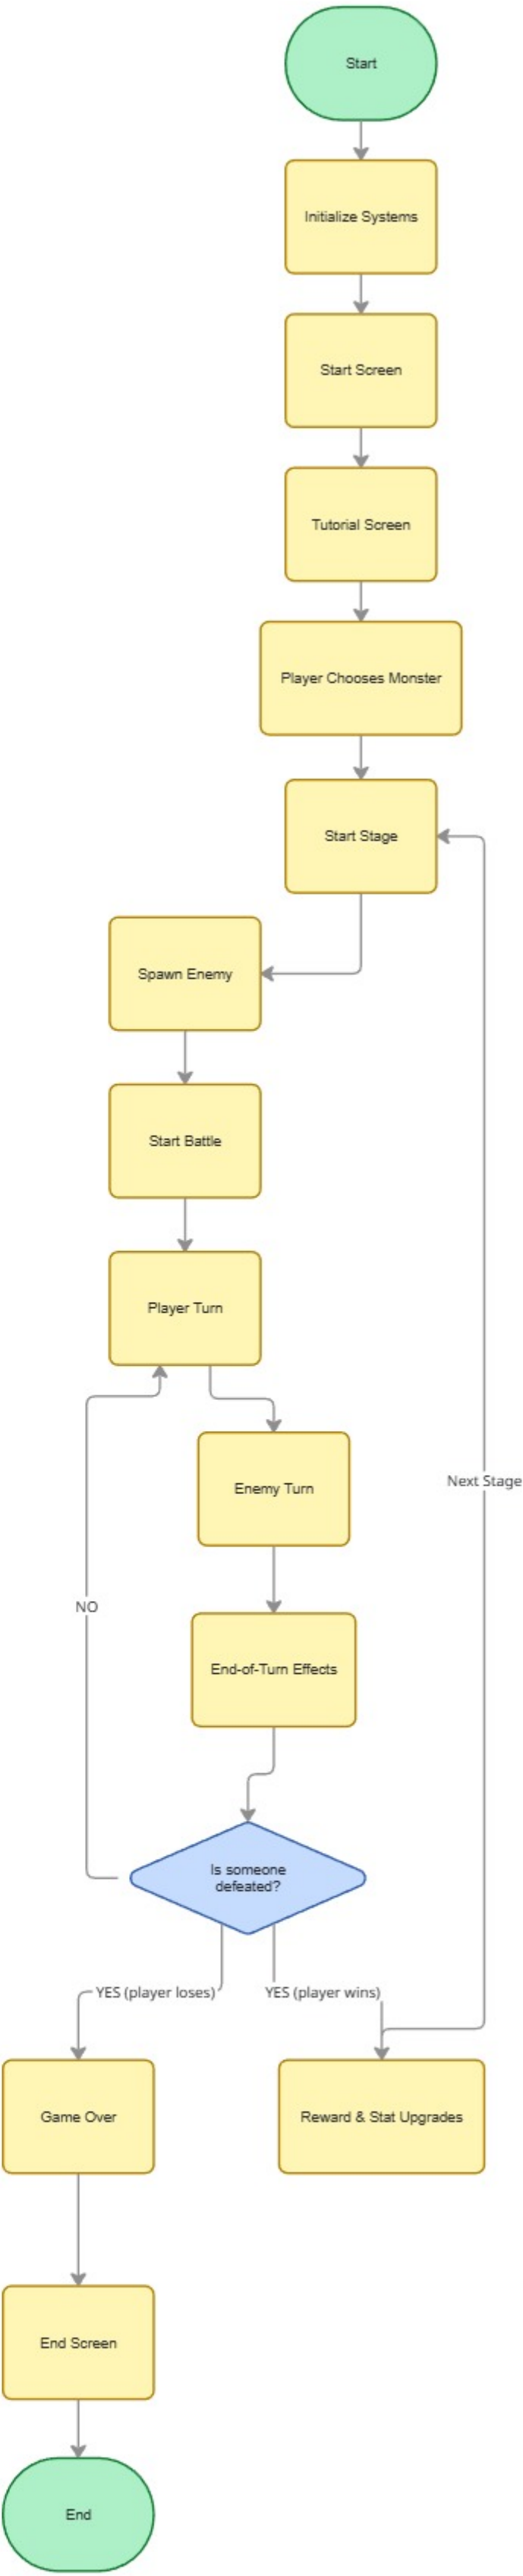 Start
Initialize Systems
Start Screen
Tutorial Screen
Player Chooses Monster
Start Stage
Spawn Enemy
Start Battle
Player Turn
Enemy Turn
Next Stage
NO
End-of-Turn Effects
Is someone
defeated?
YES (player loses)
YES (player wins)
Game Over
Reward & Stat Upgrades
End Screen
End